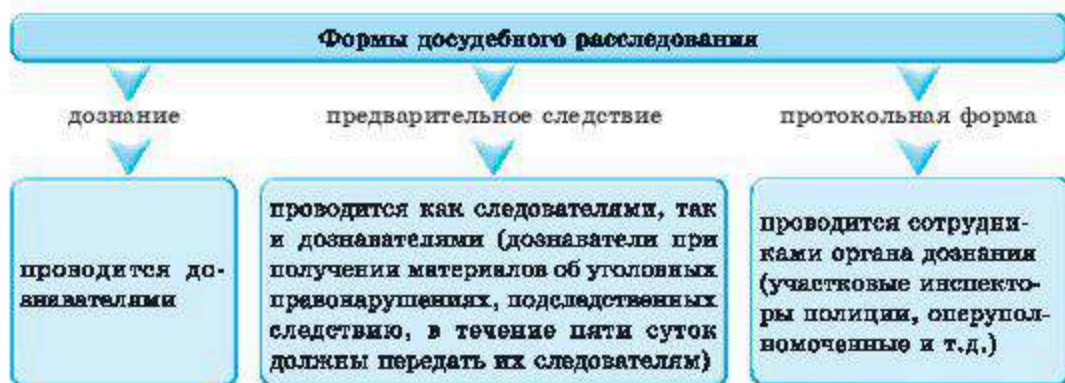 Формы досудебного расследования
дознание
предварительное следствие
протокольная форма
проводится до-
знавателями
проводится как следователями, так
и дознавателями (дознаватели при
получении материалов об уголовных
правонарушениях, подследственных
следствию, в течение пяти суток
должны передать их следователям)
проводится сотрудни-
ками органа дознания
(участковые инспекто-
ры полиции, оперупол-
номоченные и т.д.)